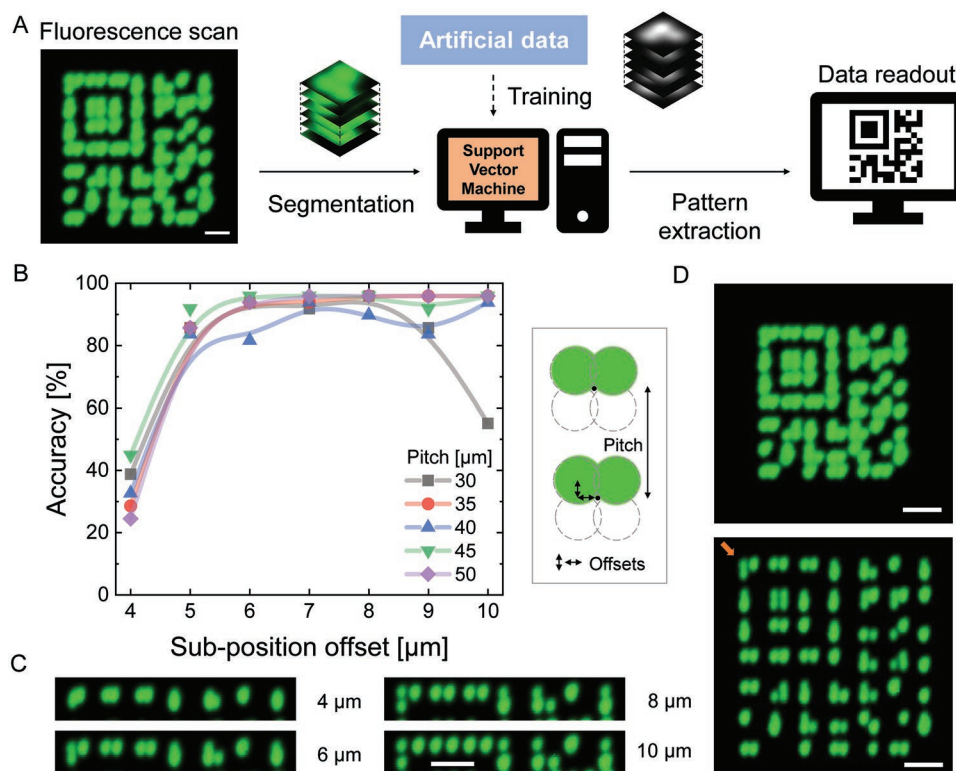 A
Fluorescence scan
Artificial data
Training
Segmentation
Support
Vector
Machine
Pattern
extraction
Data readout
B
Accuracy [%]
100
80
60
40
20
0
4 5 6 7 8 9 10
Sub-position offset [µm]
Pitch [µm]
30
35
40
45
50
Pitch
Offsets
C
4 µm
6 µm
8 µm
10 µm
D